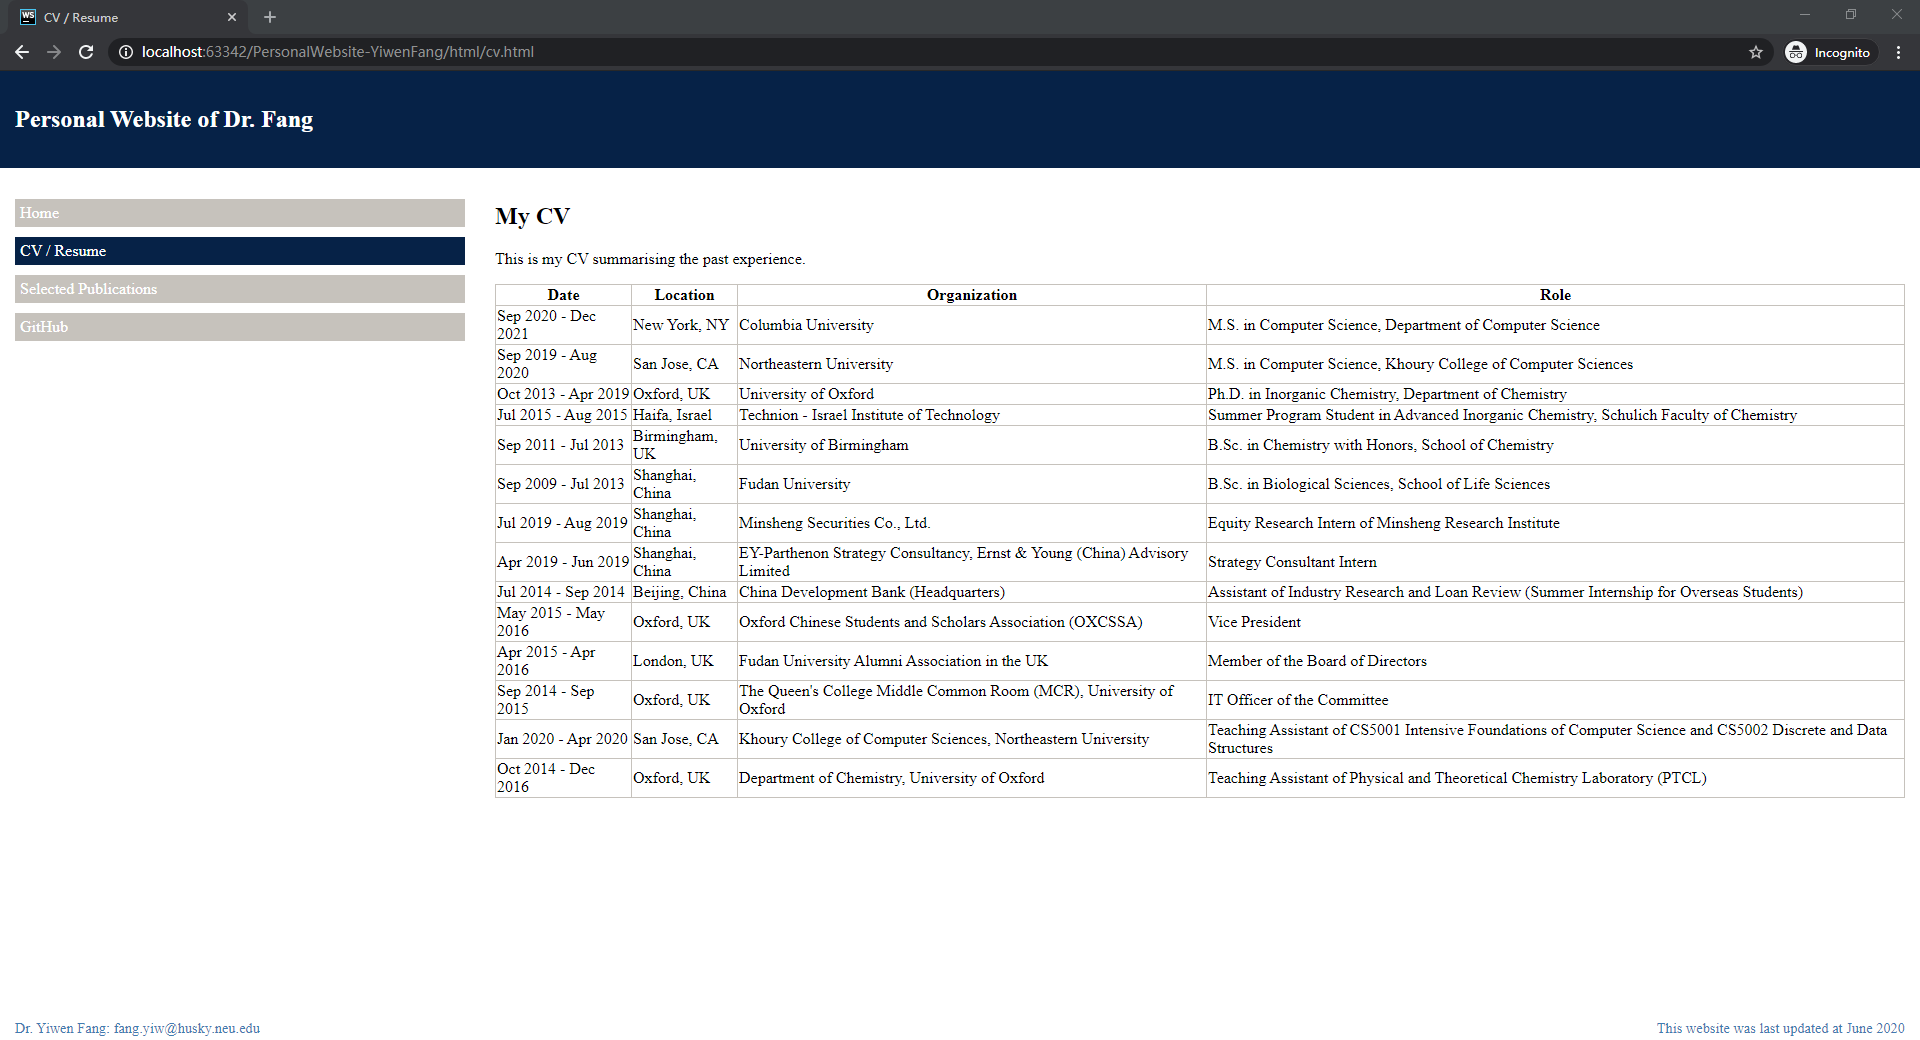 WS CV / Resume
localhost:63342/PersonalWebsite-YiwenFang/html/cv.html
Incognito
Personal Website of Dr. Fang
Home
CV / Resume
Selected Publications
GitHub
My CV
This is my CV summarising the past experience.
Date Location Organization Role
Sep 2020 - Dec
2021 New York, NY Columbia University M.S. in Computer Science, Department of Computer Science
Sep 2019 - Aug
2020 San Jose, CA Northeastern University M.S. in Computer Science, Khoury College of Computer Sciences
Oct 2013 - Apr 2019 Oxford, UK University of Oxford Ph.D. in Inorganic Chemistry, Department of Chemistry
Jul 2015 - Aug 2015 Haifa, Israel Technion - Israel Institute of Technology Summer Program Student in Advanced Inorganic Chemistry, Schulich Faculty of Chemistry
Sep 2011 - Jul 2013 Birmingham,
UK University of Birmingham B.Sc. in Chemistry with Honors, School of Chemistry
Sep 2009 - Jul 2013 Shanghai,
China Fudan University B.Sc. in Biological Sciences, School of Life Sciences
Jul 2019 - Aug 2019 Shanghai,
China Minsheng Securities Co., Ltd. Equity Research Intern of Minsheng Research Institute
Apr 2019 - Jun 2019 Shanghai,
China EY-Parthenon Strategy Consultancy, Ernst & Young (China) Advisory
Limited Strategy Consultant Intern
Jul 2014 - Sep 2014 Beijing, China China Development Bank (Headquarters) Assistant of Industry Research and Loan Review (Summer Internship for Overseas Students)
May 2015 - May
2016 Oxford, UK Oxford Chinese Students and Scholars Association (OXCSSA) Vice President
Apr 2015 - Apr
2016 London, UK Fudan University Alumni Association in the UK Member of the Board of Directors
Sep 2014 - Sep
2015 Oxford, UK The Queen's College Middle Common Room (MCR), University of
Oxford IT Officer of the Committee
Jan 2020 - Apr 2020 San Jose, CA Khoury College of Computer Sciences, Northeastern University Teaching Assistant of CS5001 Intensive Foundations of Computer Science and CS5002 Discrete and Data
Structures
Oct 2014 - Dec
2016 Oxford, UK Department of Chemistry, University of Oxford Teaching Assistant of Physical and Theoretical Chemistry Laboratory (PTCL)
Dr. Yiwen Fang: fang.yiw@husky.neu.edu
This website was last updated at June 2020